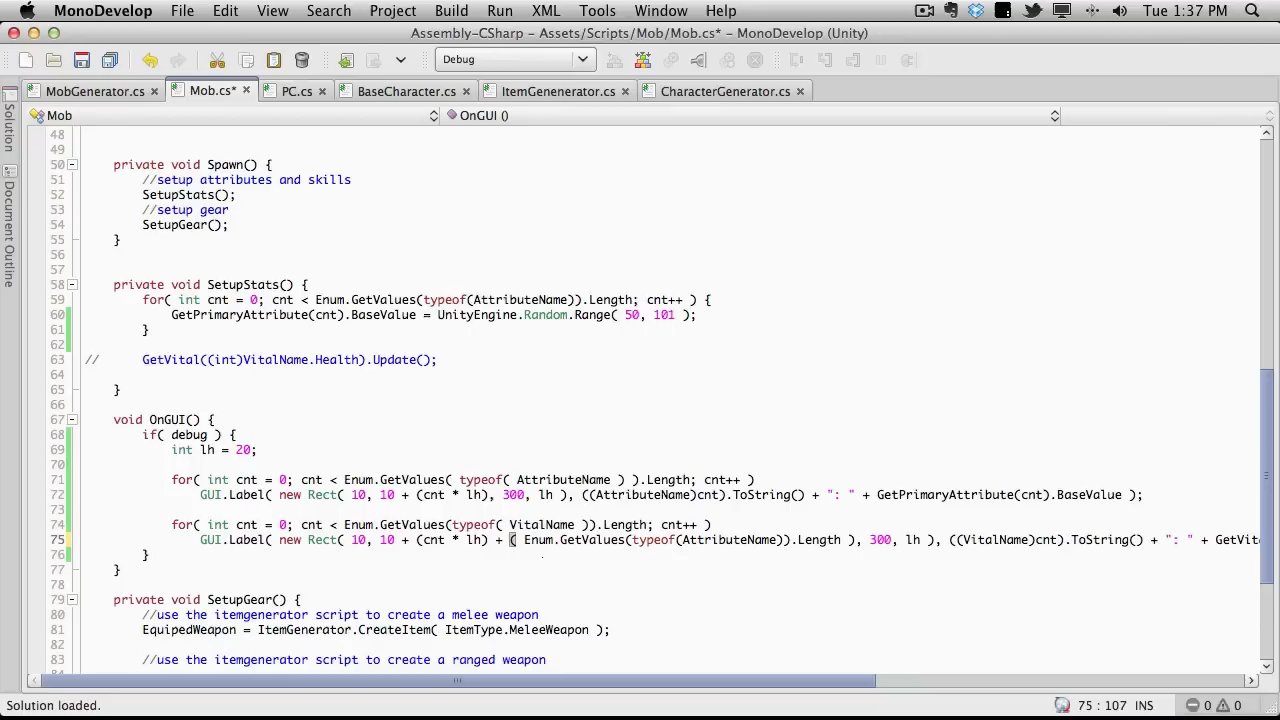 MonoDevelop File Edit View Search Project Build Run XML Tools Window Help Tue 1:37 PM
Assembly-CSharp - Assets/Scripts/Mob/Mob.cs* - MonoDevelop (Unity)
Debug
MobGenerator.cs × Mob.cs* × PC.cs × BaseCharacter.cs × ItemGenenerator.cs × CharacterGenerator.cs ×
Solution
Document Outline
Mob OnGUI ()
48
49
50 private void Spawn() {
51 //setup attributes and skills
52 SetupStats();
53 //setup gear
54 SetupGear();
55 }
56
57
58 private void SetupStats() {
59 for( int cnt = 0; cnt < Enum.GetValues(typeof(AttributeName)).Length; cnt++ ) {
60 GetPrimaryAttribute(cnt).BaseValue = UnityEngine.Random.Range( 50, 101 );
61 }
62
63 // GetVital((int)VitalName.Health).Update();
64
65 }
66
67 void OnGUI() {
68 if( debug ) {
69 int lh = 20;
70
71 for( int cnt = 0; cnt < Enum.GetValues( typeof( AttributeName ) ).Length; cnt++ )
72 GUI.Label( new Rect( 10, 10 + (cnt * lh), 300, lh ), ((AttributeName)cnt).ToString() + ": " + GetPrimaryAttribute(cnt).BaseValue );
73
74 for( int cnt = 0; cnt < Enum.GetValues(typeof( VitalName )).Length; cnt++ )
75 GUI.Label( new Rect( 10, 10 + (cnt * lh) + ( Enum.GetValues(typeof(AttributeName)).Length ), 300, lh ), ((VitalName)cnt).ToString() + ": " + GetVita
76 }
77 }
78
79 private void SetupGear() {
80 //use the itemgenerator script to create a melee weapon
81 EquipedWeapon = ItemGenerator.CreateItem( ItemType.MeleeWeapon );
82
83 //use the itemgenerator script to create a ranged weapon
Solution loaded. 75 : 107 INS 0 0